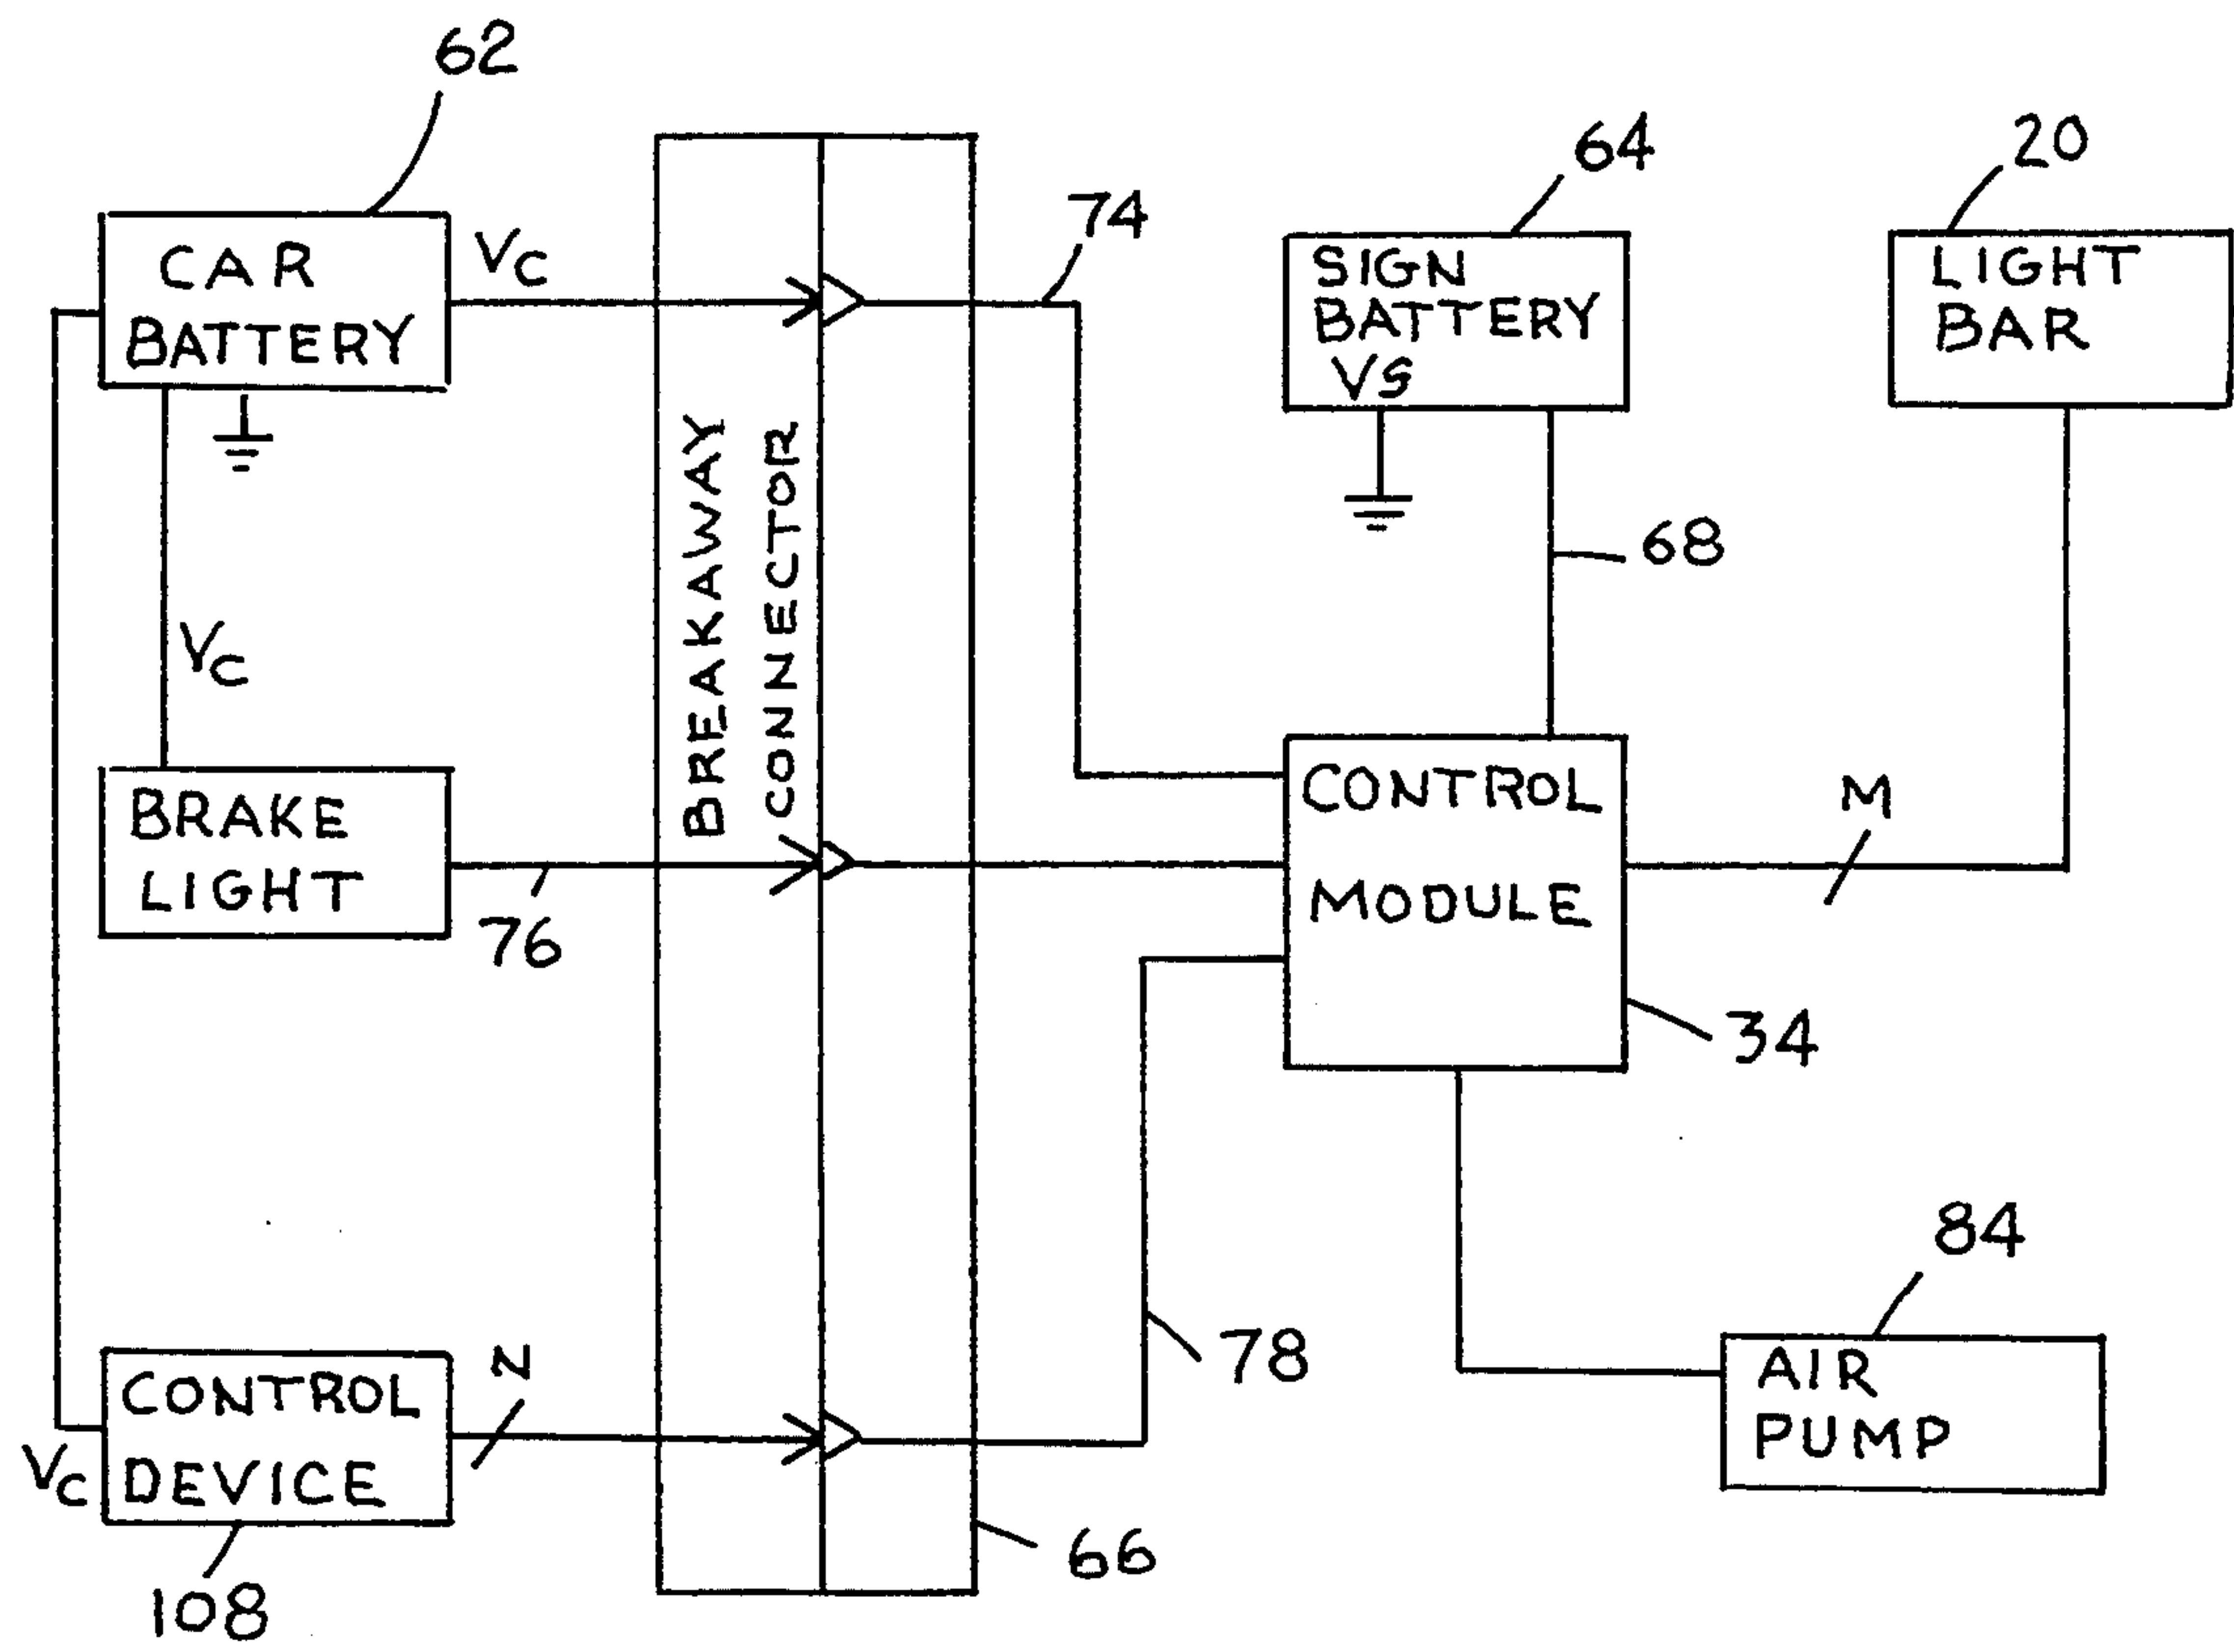 62
CAR
BATTERY
VC
BREAKAWAY
CONNECTOR
74
64
SIGN
BATTERY
VS
20
LIGHT
BAR
68
VC
BRAKE
LIGHT
76
CONTROL
MODULE
M
34
78
84
AIR
PUMP
N
CONTROL
DEVICE
VC
108
66